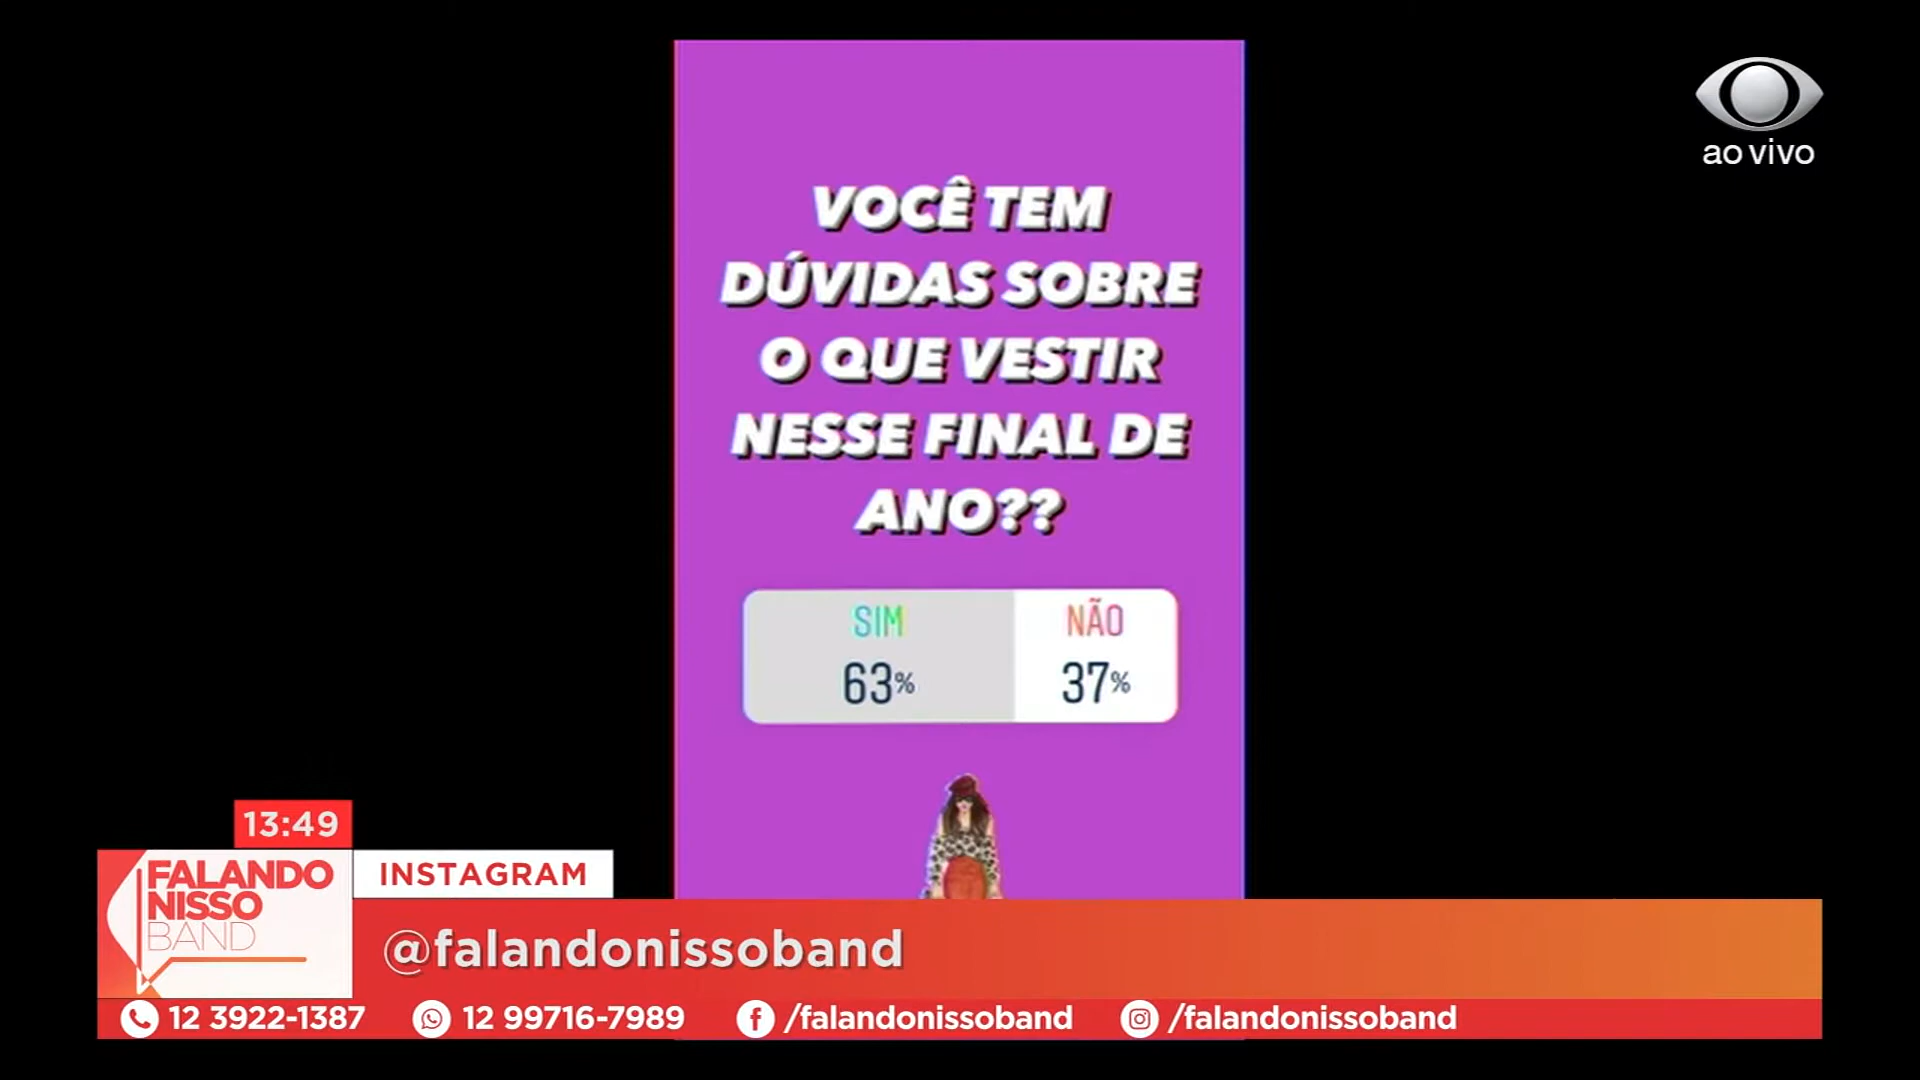 ao vivo
VOCÊ TEM
DÚVIDAS SOBRE
O QUE VESTIR
NESSE FINAL DE
ANO??
SIM NÃO
63% 37%
13:49
FALANDO
NISSO
BAND
INSTAGRAM
@falandonissoband
12 3922-1387 12 99716-7989 /falandonissoband /falandonissoband